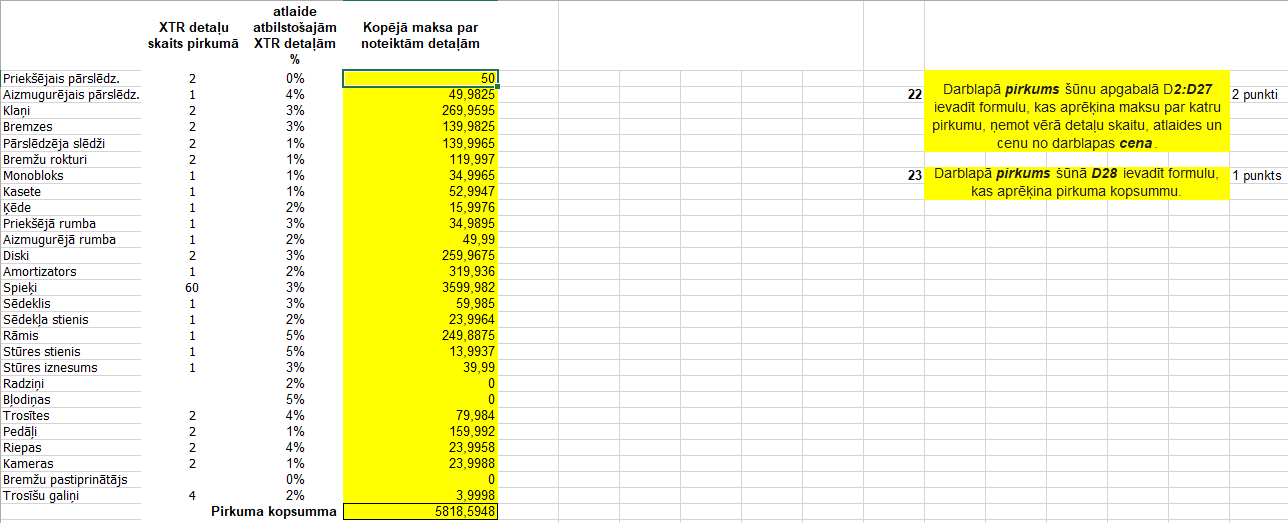 XTR detaļu skaits pirkumā	atlaide atbilstošajām XTR detaļām %	Kopējā maksa par noteiktām detaļām
Priekšējais pārslēdz.	2	0%	50
Aizmugurējais pārslēdz.	1	4%	49,9825
Klaņi	2	3%	269,9595
Bremzes	2	3%	139,9825
Pārslēdzēja slēdži	2	1%	139,9965
Bremžu rokturi	2	1%	119,997
Monobloks	1	1%	34,9965
Kasete	1	1%	52,9947
Ķēde	1	2%	15,9976
Priekšējā rumba	1	3%	34,9895
Aizmugurējā rumba	1	2%	49,99
Diski	2	3%	259,9675
Amortizators	1	2%	319,936
Spieķi	60	3%	3599,982
Sēdeklis	1	3%	59,985
Sēdekļa stienis	1	2%	23,9964
Rāmis	1	5%	249,8875
Stūres stienis	1	5%	13,9937
Stūres iznesums	1	3%	39,99
Radziņi	2%	0
Bļodiņas	5%	0
Trosītes	2	4%	79,984
Pedāļi	2	1%	159,992
Riepas	2	4%	23,9958
Kameras	2	1%	23,9988
Bremžu pastiprinātājs	0%	0
Trosīšu galiņi	4	2%	3,9998
Pirkuma kopsumma	5818,5948
22	Darblapā pirkums šūnu apgabalā D2:D27
ievadīt formulu, kas aprēķina maksu par katru
pirkumu, ņemot vērā detaļu skaitu, atlaides un
cenu no darblapas cena.
2 punkti
23	Darblapā pirkums šūnā D28 ievadīt formulu,
kas aprēķina pirkuma kopsummu.
1 punkts